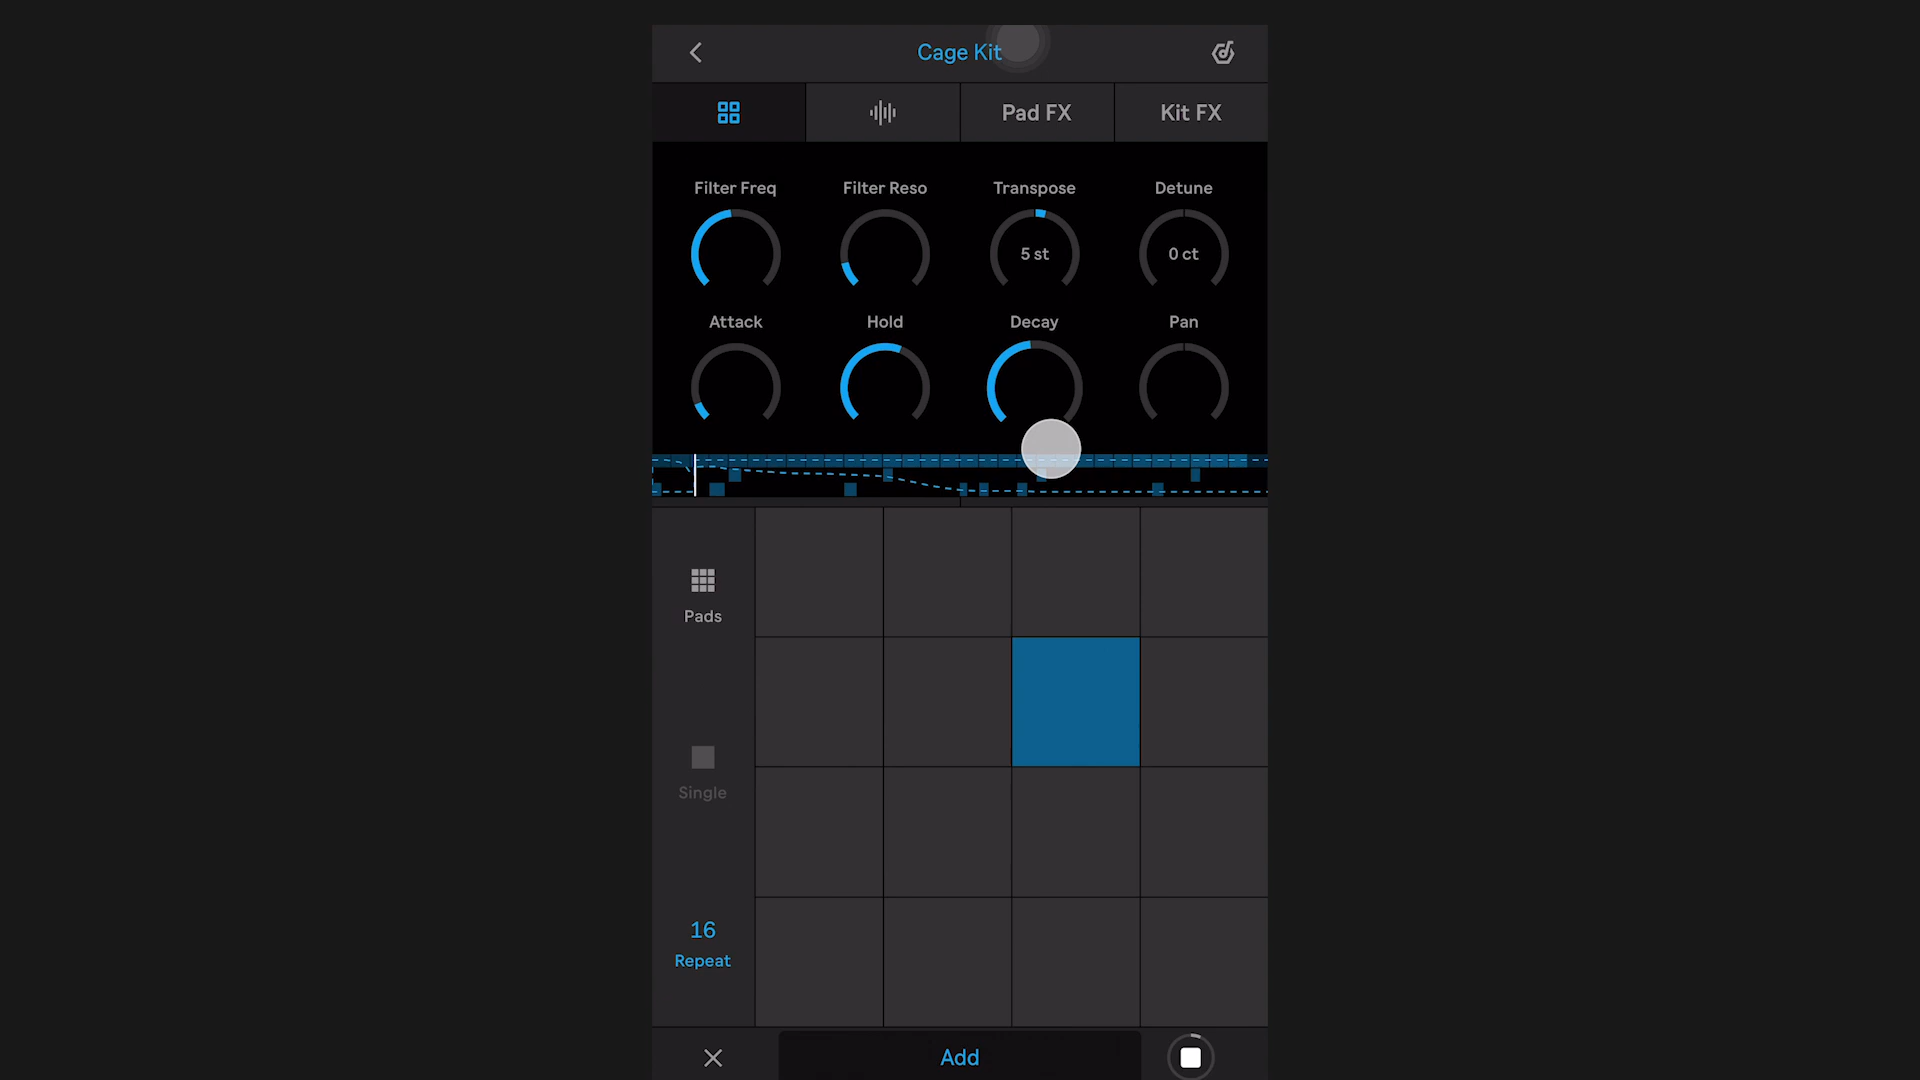 Cage Kit
Pad FX
Kit FX
Filter Freq
Filter Reso
Transpose
Detune
5 st
0 ct
Attack
Hold
Decay
Pan
Pads
Single
16
Repeat
Add